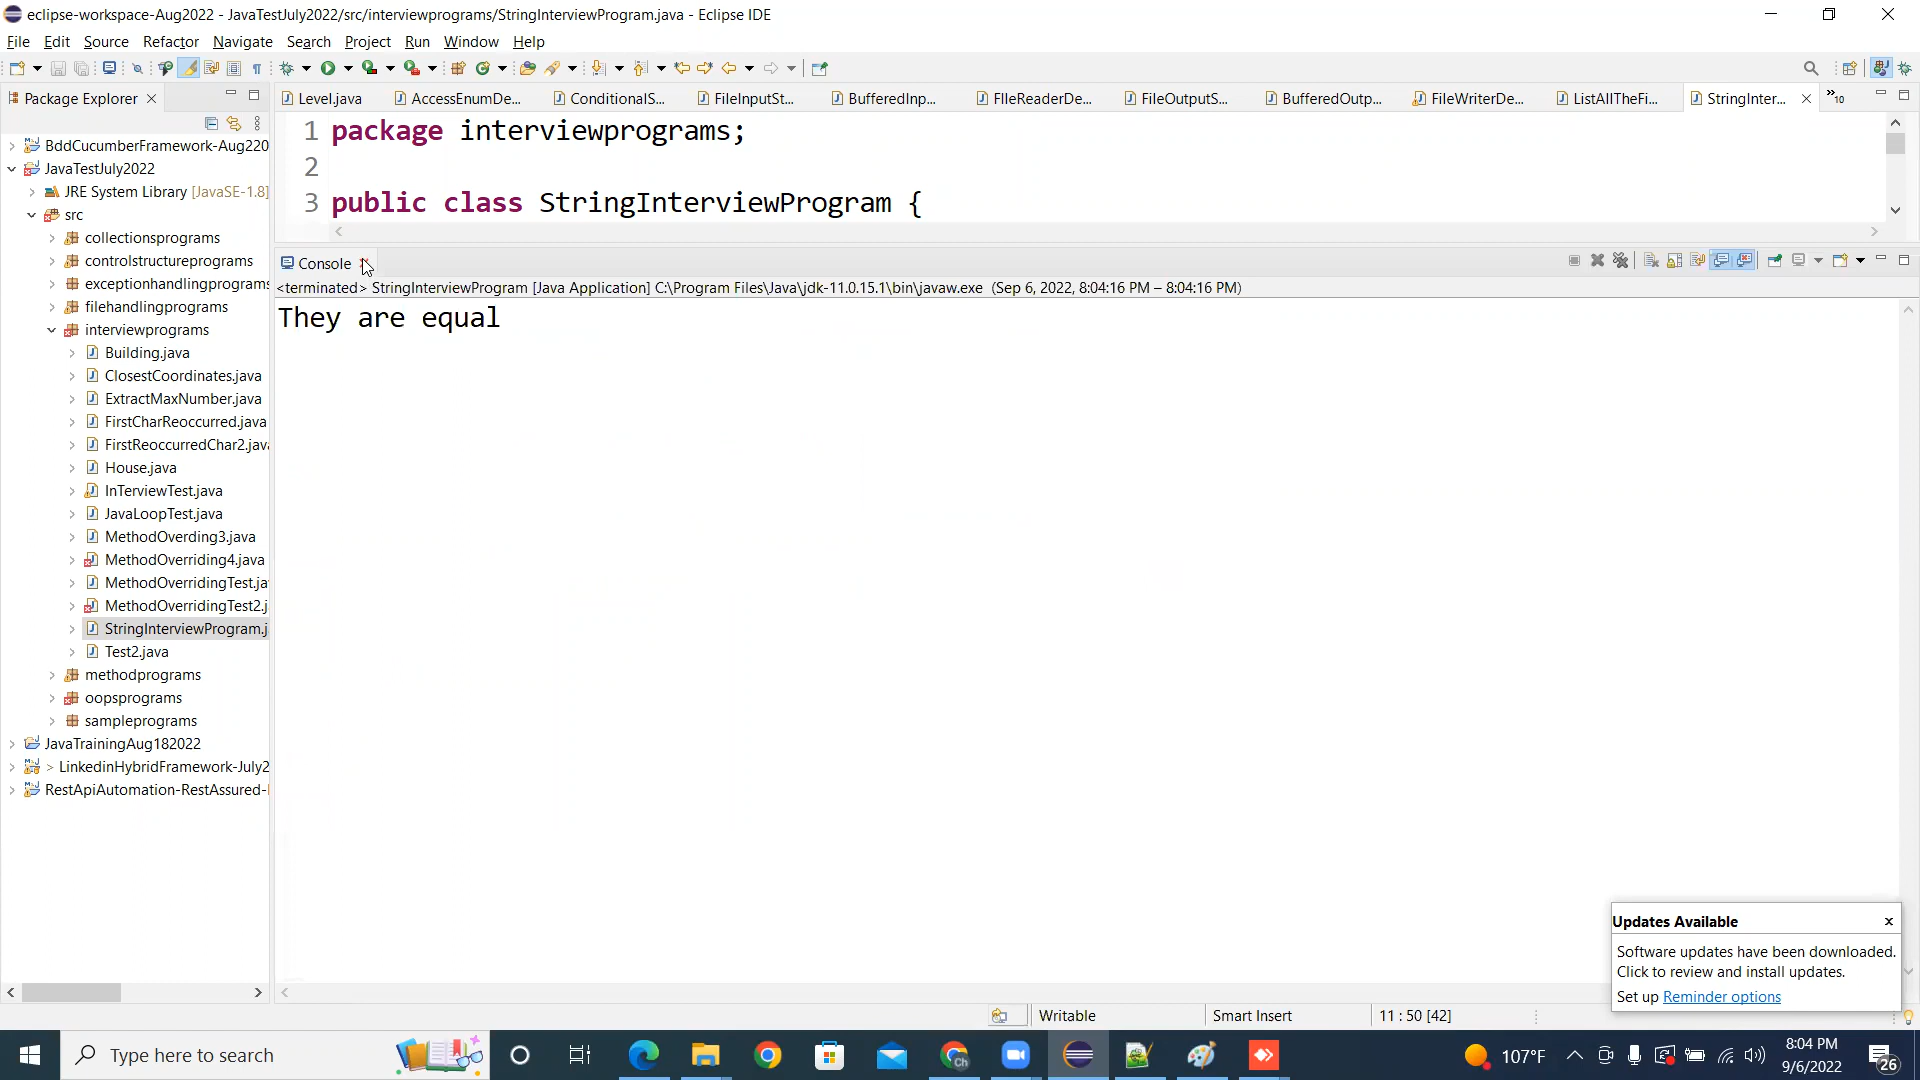 eclipse-workspace-Aug2022 - JavaTestJuly2022/src/interviewprograms/StringInterviewProgram.java - Eclipse IDE
File Edit Source Refactor Navigate Search Project Run Window Help
Package Explorer
Level.java AccessEnumDe... ConditionalS... FileInputSt... BufferedInp... FIleReaderDe... FileOutputS... BufferedOutp... FileWriterDe... ListAllTheFi... StringInter... »10
1 package interviewprograms;
2
3 public class StringInterviewProgram {
BddCucumberFramework-Aug220
JavaTestJuly2022
JRE System Library [JavaSE-1.8]
src
collectionsprograms
controlstructureprograms
exceptionhandlingprograms
filehandlingprograms
interviewprograms
Building.java
ClosestCoordinates.java
ExtractMaxNumber.java
FirstCharReoccurred.java
FirstReoccurredChar2.java
House.java
InTerviewTest.java
JavaLoopTest.java
MethodOverding3.java
MethodOverriding4.java
MethodOverridingTest.ja
MethodOverridingTest2.j
StringInterviewProgram.j
Test2.java
methodprograms
oopsprograms
sampleprograms
JavaTrainingAug182022
> LinkedinHybridFramework-July2
RestApiAutomation-RestAssured-
Console
<terminated> StringInterviewProgram [Java Application] C:\Program Files\Java\jdk-11.0.15.1\bin\javaw.exe (Sep 6, 2022, 8:04:16 PM – 8:04:16 PM)
They are equal
Updates Available
Software updates have been downloaded.
Click to review and install updates.
Set up Reminder options
Writable Smart Insert 11 : 50 [42]
Type here to search
107°F
8:04 PM
9/6/2022
26